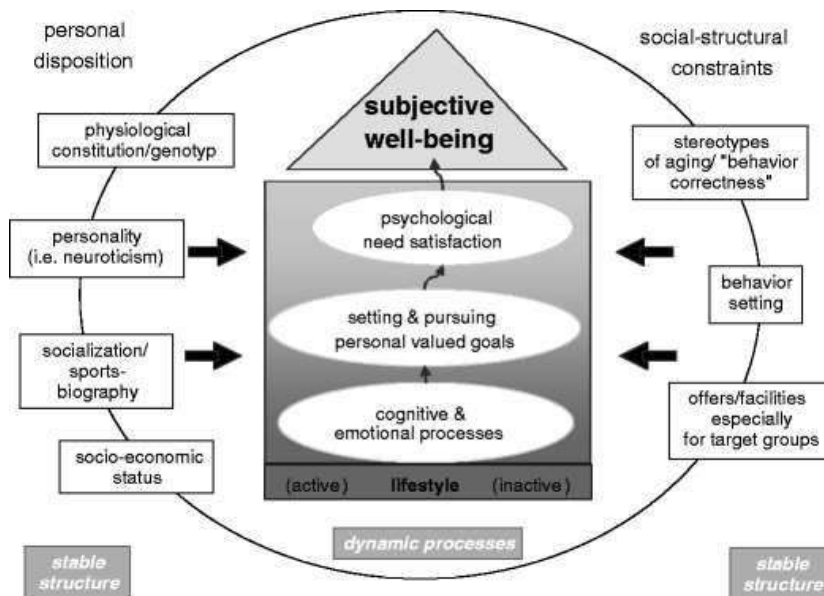 personal
disposition
social-structural
constraints
subjective
well-being
physiological
constitution/genotyp
stereotypes
of aging/ "behavior
correctness"
psychological
need satisfaction
personality
(i.e. neuroticism)
behavior
setting
setting & pursuing
personal valued goals
socialization/
sports-
biography
offers/facilities
especially
for target groups
cognitive &
emotional processes
socio-economic
status
(active) lifestyle (inactive)
dynamic processes
stable
structure
stable
structure